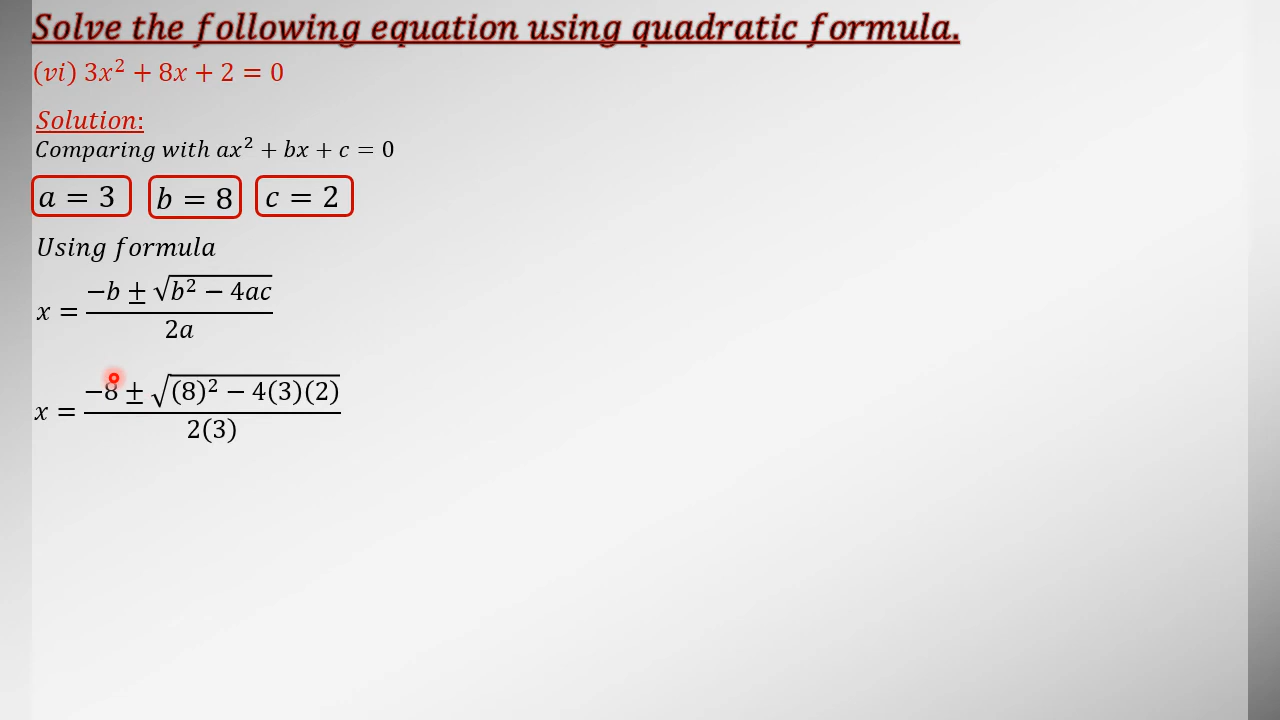 Solve the following equation using quadratic formula.
(vi) 3x² + 8x + 2 = 0
Solution:
Comparing with ax² + bx + c = 0
a = 3 b = 8 c = 2
Using formula
x = (−b ± √(b² − 4ac)) / 2a
x = (−8 ± √((8)² − 4(3)(2))) / 2(3)